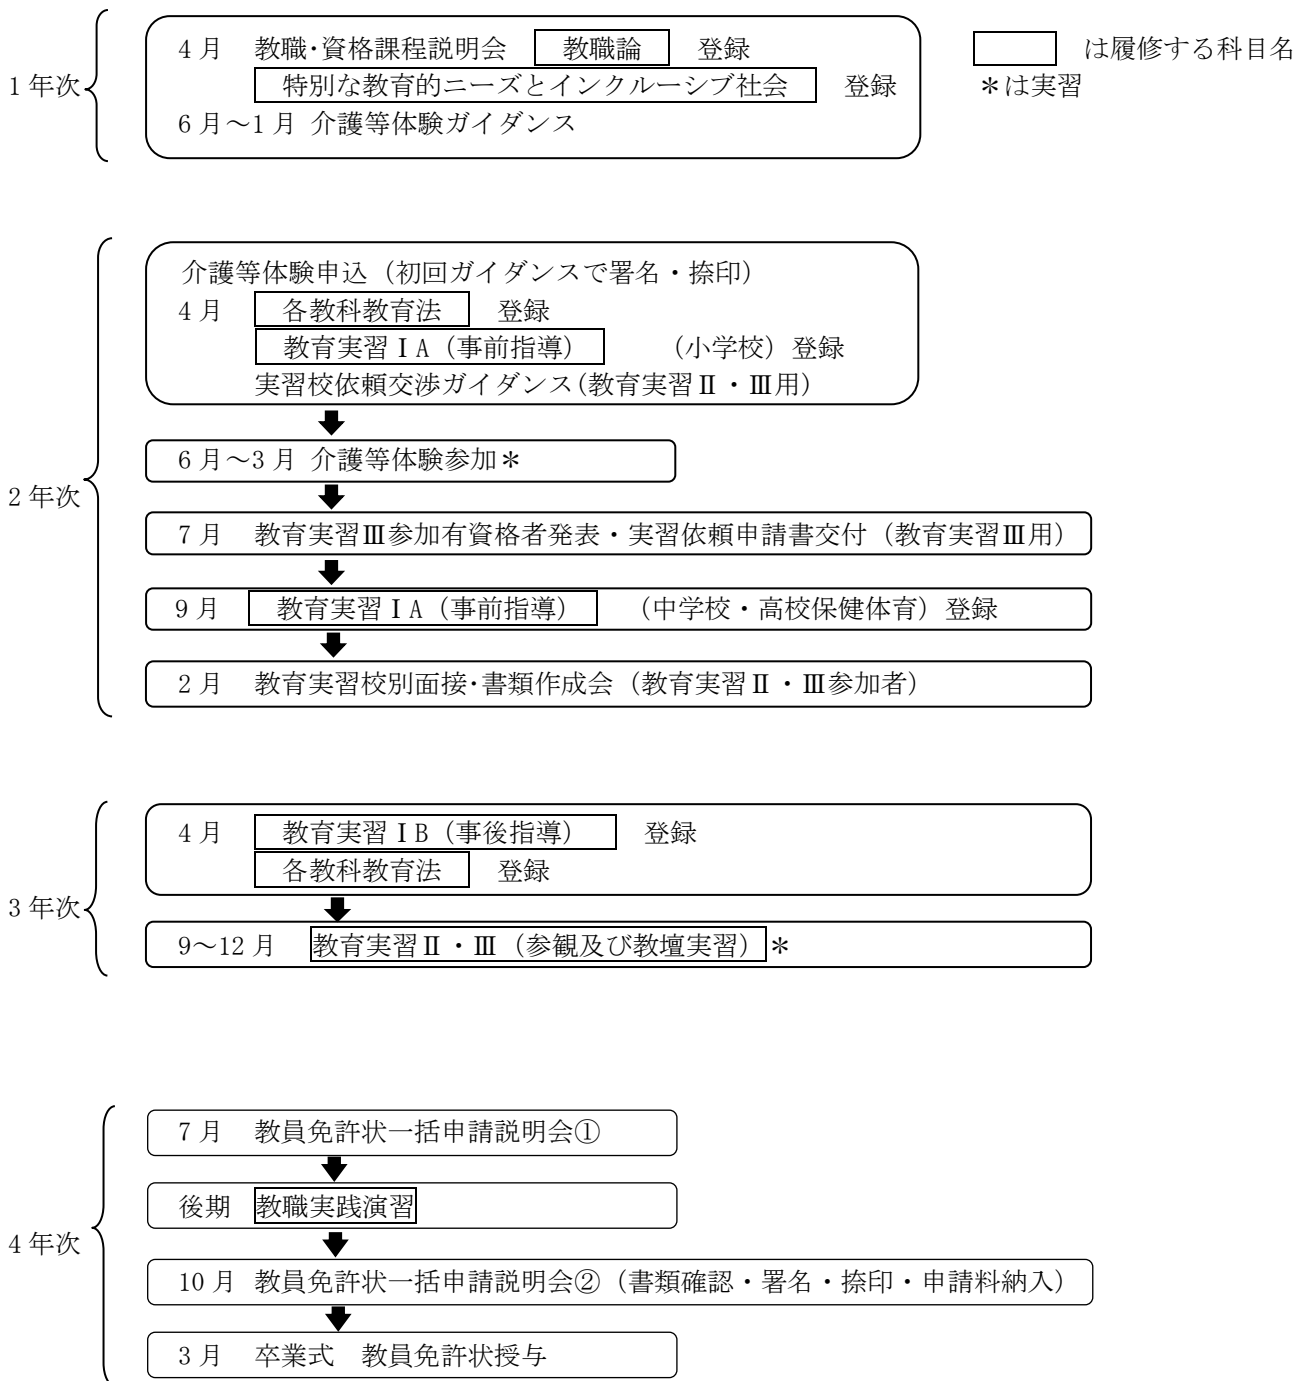 1年次
4月 教職・資格課程説明会 教職論 登録
特別な教育的ニーズとインクルーシブ社会 登録
6月～1月 介護等体験ガイダンス
は履修する科目名
＊は実習
2年次
介護等体験申込（初回ガイダンスで署名・捺印）
4月 各教科教育法 登録
教育実習ⅠA（事前指導） （小学校）登録
実習校依頼交渉ガイダンス（教育実習Ⅱ・Ⅲ用）
6月～3月 介護等体験参加＊
7月 教育実習Ⅲ参加有資格者発表・実習依頼申請書交付（教育実習Ⅲ用）
9月 教育実習ⅠA（事前指導） （中学校・高校保健体育）登録
2月 教育実習校別面接・書類作成会（教育実習Ⅱ・Ⅲ参加者）
3年次
4月 教育実習ⅠB（事後指導） 登録
各教科教育法 登録
9～12月 教育実習Ⅱ・Ⅲ（参観及び教壇実習）＊
4年次
7月 教員免許状一括申請説明会①
後期 教職実践演習
10月 教員免許状一括申請説明会②（書類確認・署名・捺印・申請料納入）
3月 卒業式 教員免許状授与